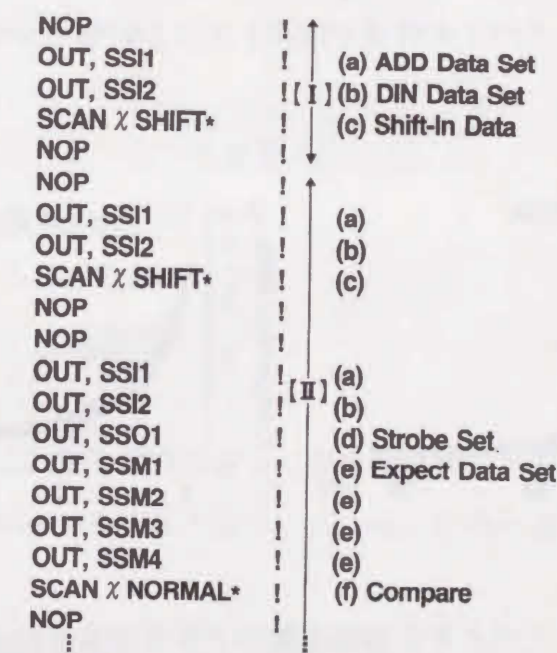 NOP !
OUT, SSI1 ! (a) ADD Data Set
OUT, SSI2 ! [ I ] (b) DIN Data Set
SCAN χ SHIFT* ! (c) Shift-In Data
NOP !
NOP !
OUT, SSI1 ! (a)
OUT, SSI2 ! (b)
SCAN χ SHIFT* ! (c)
NOP !
NOP !
OUT, SSI1 ! [ II ] (a)
OUT, SSI2 ! (b)
OUT, SSO1 ! (d) Strobe Set
OUT, SSM1 ! (e) Expect Data Set
OUT, SSM2 ! (e)
OUT, SSM3 ! (e)
OUT, SSM4 ! (e)
SCAN χ NORMAL* ! (f) Compare
NOP !